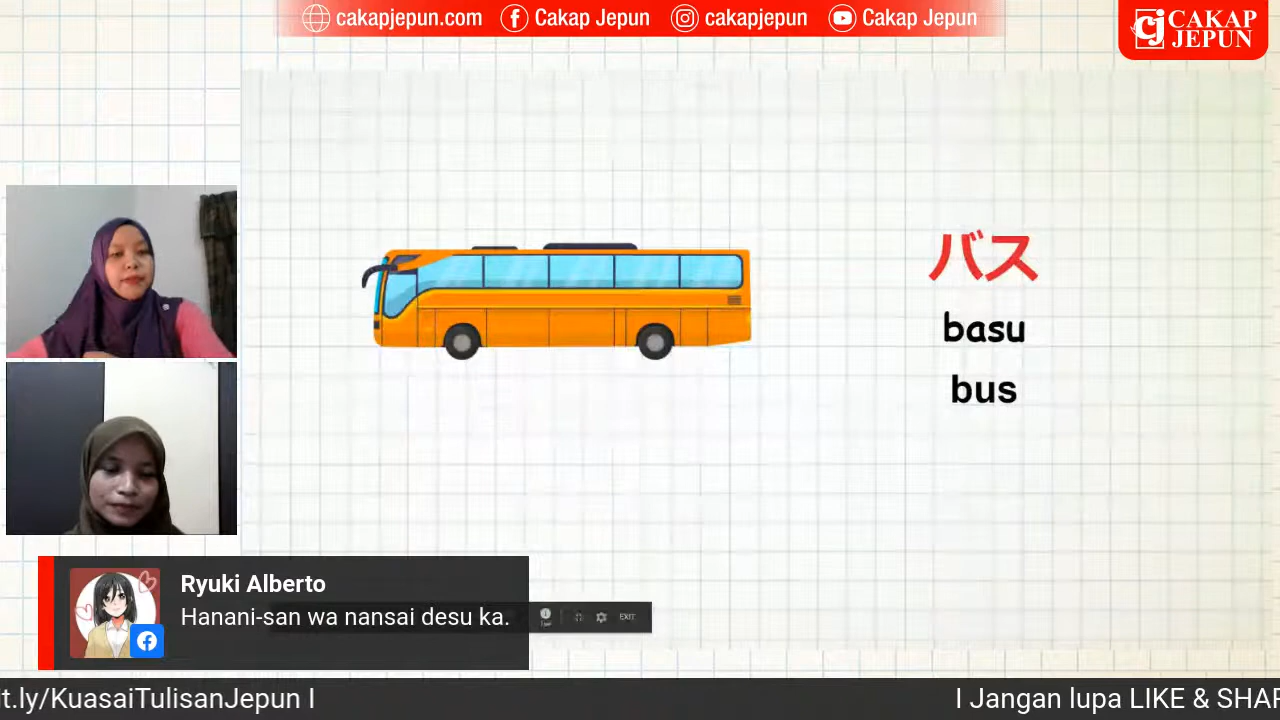 cakapjepun.com Cakap Jepun cakapjepun Cakap Jepun
CAKAP
JEPUN
バス
basu
bus
Ryuki Alberto
Hanani-san wa nansai desu ka.
EXIT
t.ly/KuasaiTulisanJepun I
I Jangan lupa LIKE & SHAR